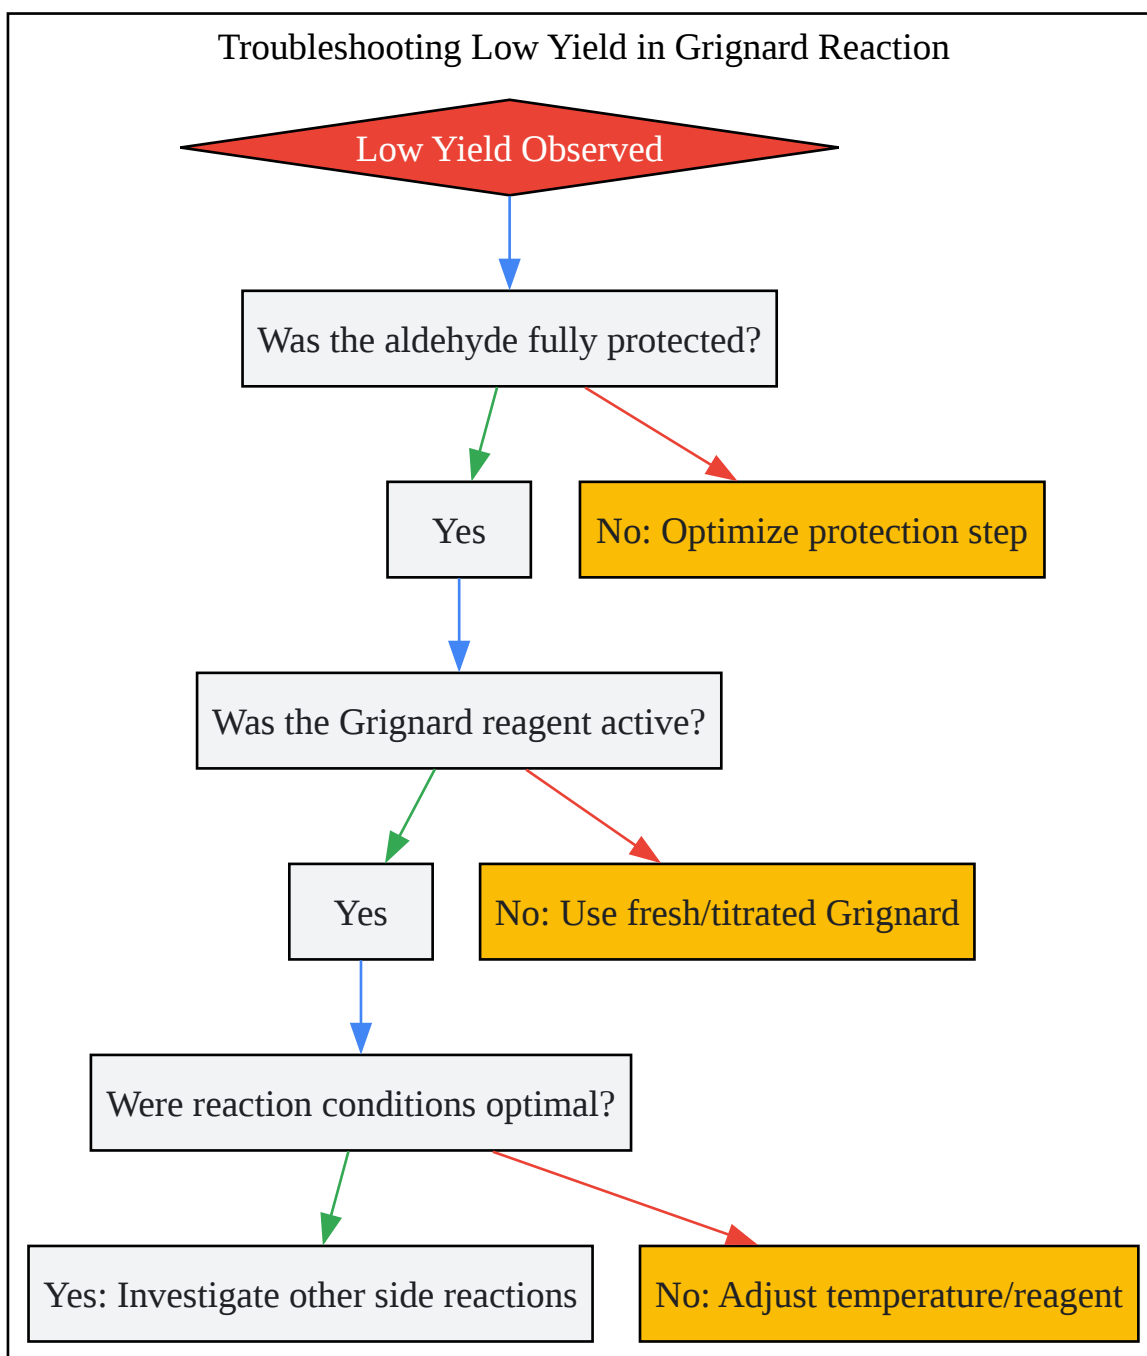 Troubleshooting Low Yield in Grignard Reaction
Low Yield Observed
Was the aldehyde fully protected?
Yes
No: Optimize protection step
Was the Grignard reagent active?
Yes
No: Use fresh/titrated Grignard
Were reaction conditions optimal?
Yes: Investigate other side reactions
No: Adjust temperature/reagent